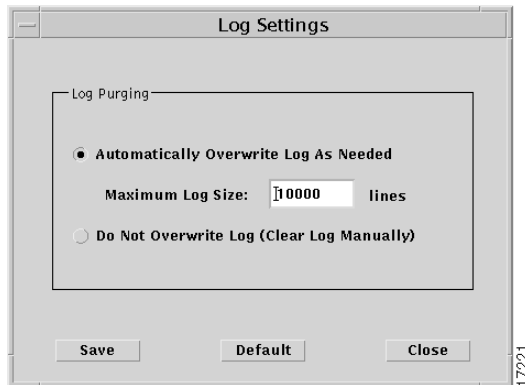 Log Settings
Log Purging
Automatically Overwrite Log As Needed
Maximum Log Size: 10000 lines
Do Not Overwrite Log (Clear Log Manually)
Save Default Close
17221